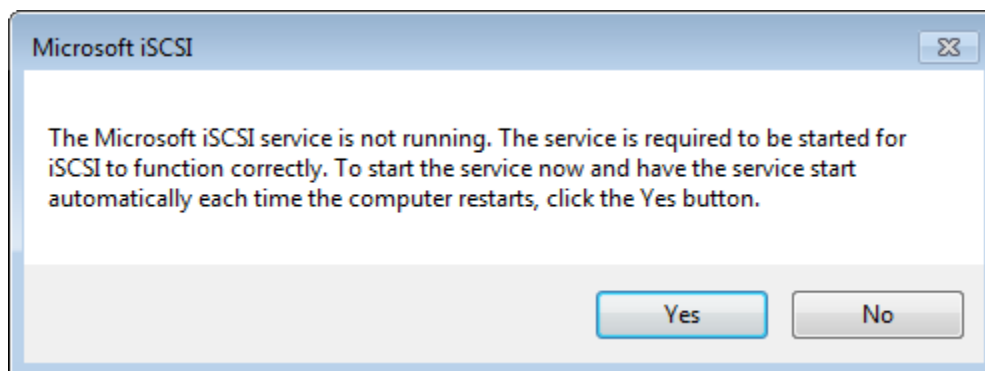 Microsoft iSCSI
The Microsoft iSCSI service is not running. The service is required to be started for
iSCSI to function correctly. To start the service now and have the service start
automatically each time the computer restarts, click the Yes button.
Yes
No